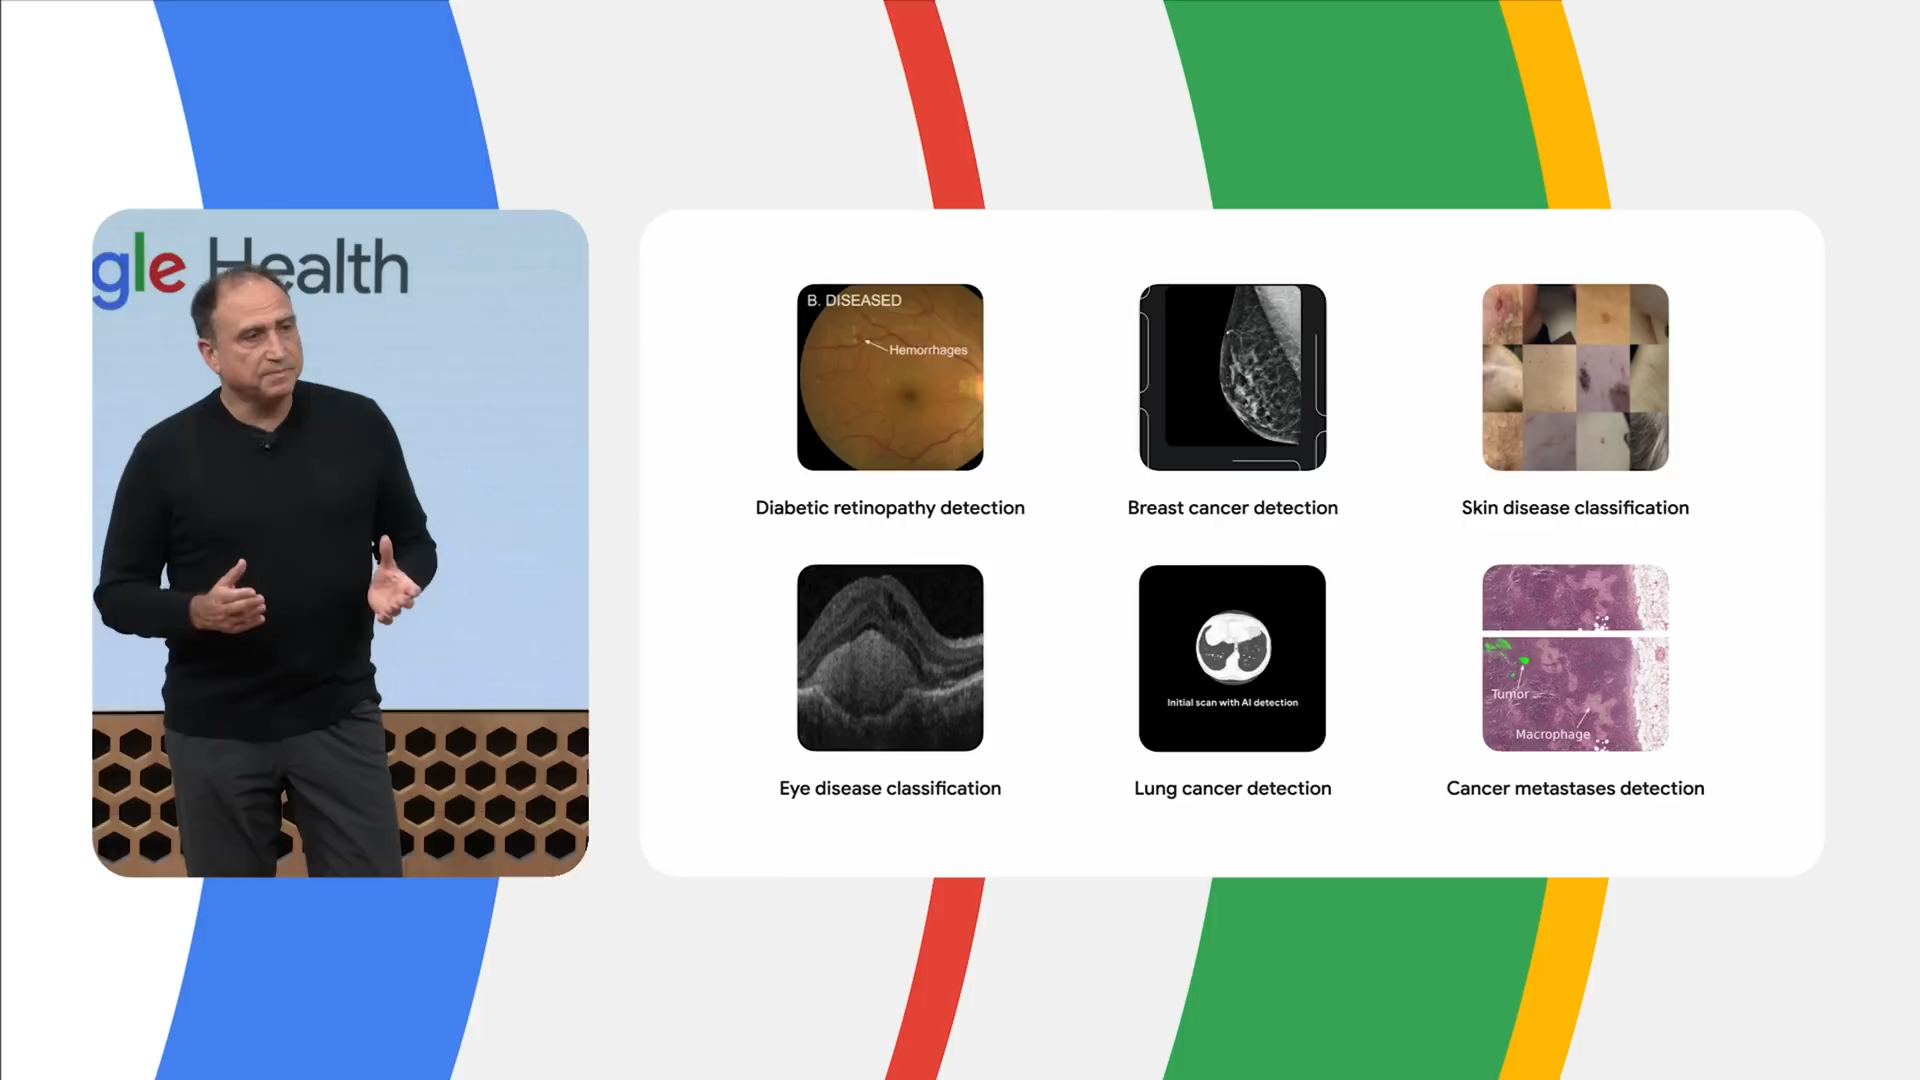 gle Health
B. DISEASED
Hemorrhages
Diabetic retinopathy detection
Breast cancer detection
Skin disease classification
Initial scan with AI detection
Tumor
Macrophage
Eye disease classification
Lung cancer detection
Cancer metastases detection